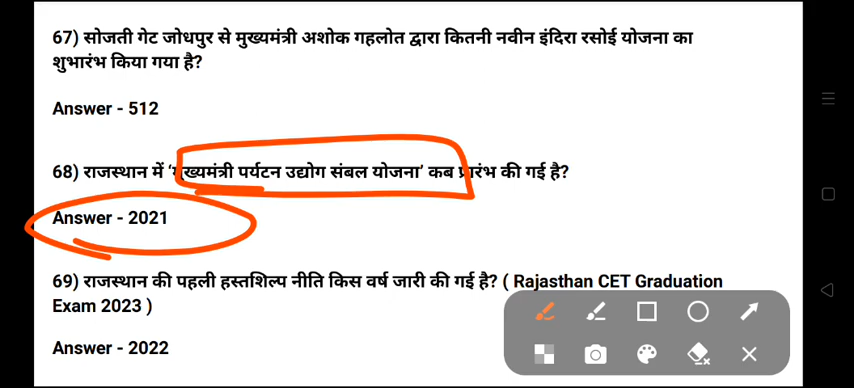 67) सोजती गेट जोधपुर से मुख्यमंत्री अशोक गहलोत द्वारा कितनी नवीन इंदिरा रसोई योजना का
शुभारंभ किया गया है?
Answer - 512
68) राजस्थान में ‘मुख्यमंत्री पर्यटन उद्योग संबल योजना’ कब प्रारंभ की गई है?
Answer - 2021
69) राजस्थान की पहली हस्तशिल्प नीति किस वर्ष जारी की गई है? ( Rajasthan CET Graduation
Exam 2023 )
Answer - 2022